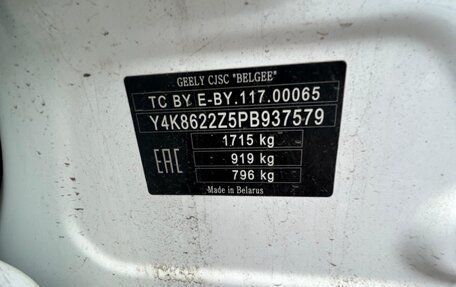 GEELY CJSC "BELGEE"
TC BY E-BY.117.00065
Y4K8622Z5PB937579
1715 kg
EAC 919 kg
796 kg
Made in Belarus